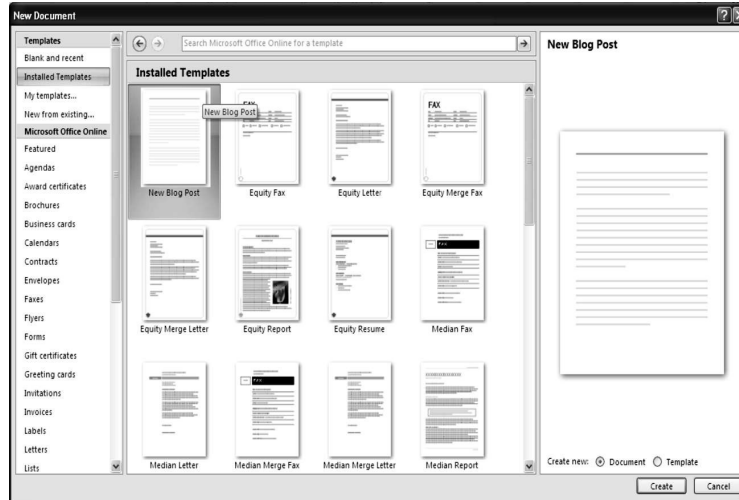 New Document
Templates
Blank and recent
Installed Templates
My templates...
New from existing...
Microsoft Office Online
Featured
Agendas
Award certificates
Brochures
Business cards
Calendars
Contracts
Envelopes
Faxes
Flyers
Forms
Gift certificates
Greeting cards
Invitations
Invoices
Labels
Letters
Lists
Search Microsoft Office Online for a template
Installed Templates
New Blog Post
FAX
FAX
New Blog Post
Equity Fax
Equity Letter
Equity Merge Fax
Equity Merge Letter
Equity Report
Equity Resume
Median Fax
Median Letter
Median Merge Fax
Median Merge Letter
Median Report
New Blog Post
Create new: Document Template
Create Cancel